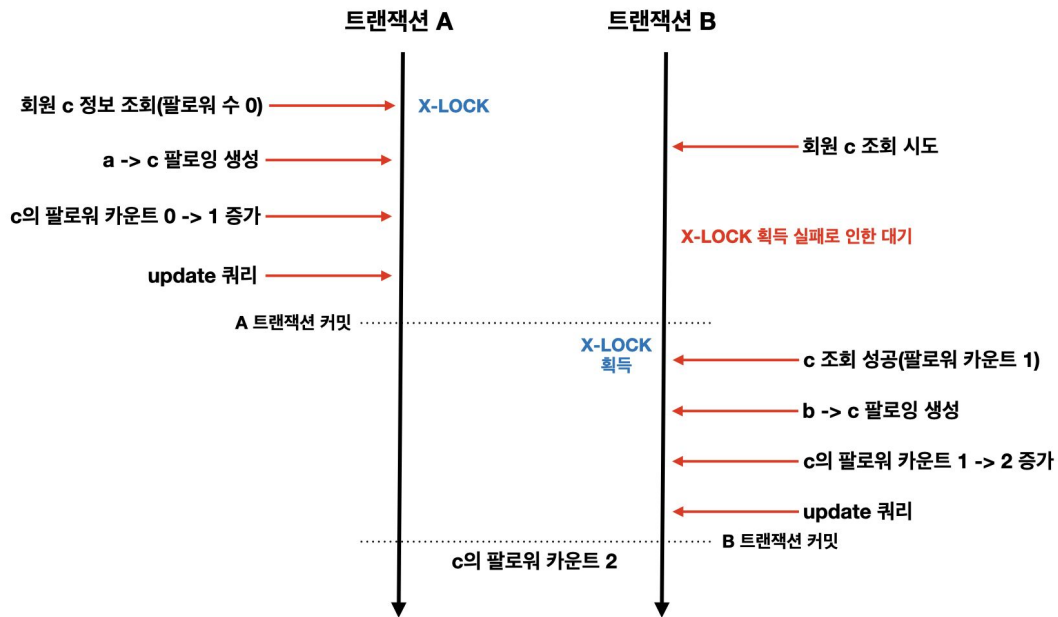 트랜잭션 A
트랜잭션 B
회원 c 정보 조회(팔로워 수 0)
X-LOCK
회원 c 조회 시도
a -> c 팔로잉 생성
c의 팔로워 카운트 0 -> 1 증가
X-LOCK 획득 실패로 인한 대기
update 쿼리
A 트랜잭션 커밋
X-LOCK
획득
c 조회 성공(팔로워 카운트 1)
b -> c 팔로잉 생성
c의 팔로워 카운트 1 -> 2 증가
update 쿼리
B 트랜잭션 커밋
c의 팔로워 카운트 2